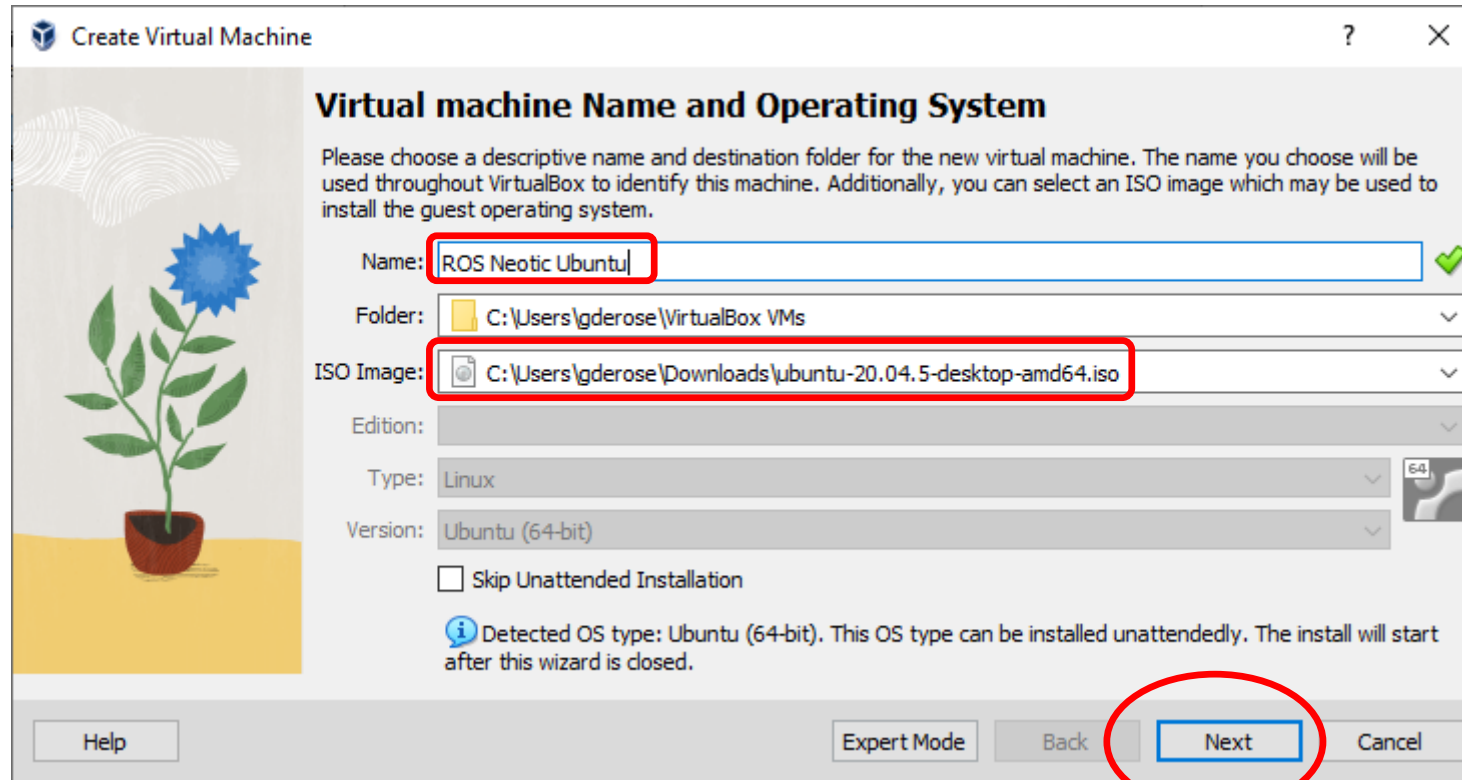 Create Virtual Machine
?
Virtual machine Name and Operating System
Please choose a descriptive name and destination folder for the new virtual machine. The name you choose will be
used throughout VirtualBox to identify this machine. Additionally, you can select an ISO image which may be used to
install the guest operating system.
Name: ROS Neotic Ubuntu
Folder: C:\Users\gderose\VirtualBox VMs
ISO Image: C:\Users\gderose\Downloads\ubuntu-20.04.5-desktop-amd64.iso
Edition:
Type: Linux
64
Version: Ubuntu (64-bit)
Skip Unattended Installation
Detected OS type: Ubuntu (64-bit). This OS type can be installed unattendedly. The install will start
after this wizard is closed.
Help Expert Mode Back Next Cancel